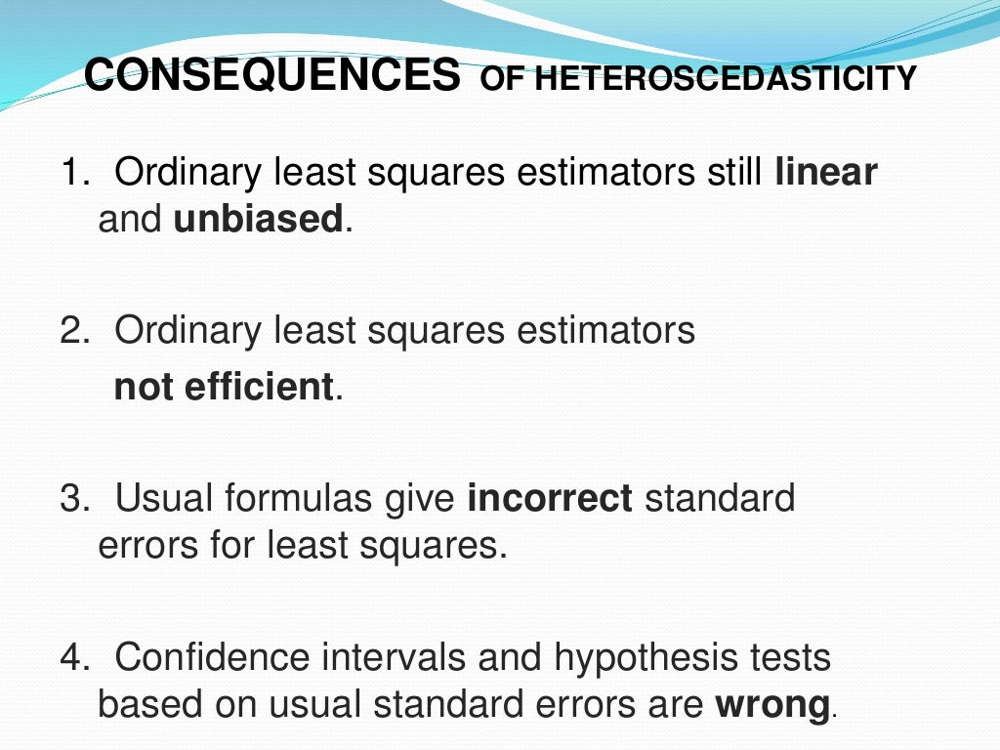 CONSEQUENCES OF HETEROSCEDASTICITY
1. Ordinary least squares estimators still linear
and unbiased.
2. Ordinary least squares estimators
not efficient.
3. Usual formulas give incorrect standard
errors for least squares.
4. Confidence intervals and hypothesis tests
based on usual standard errors are wrong.